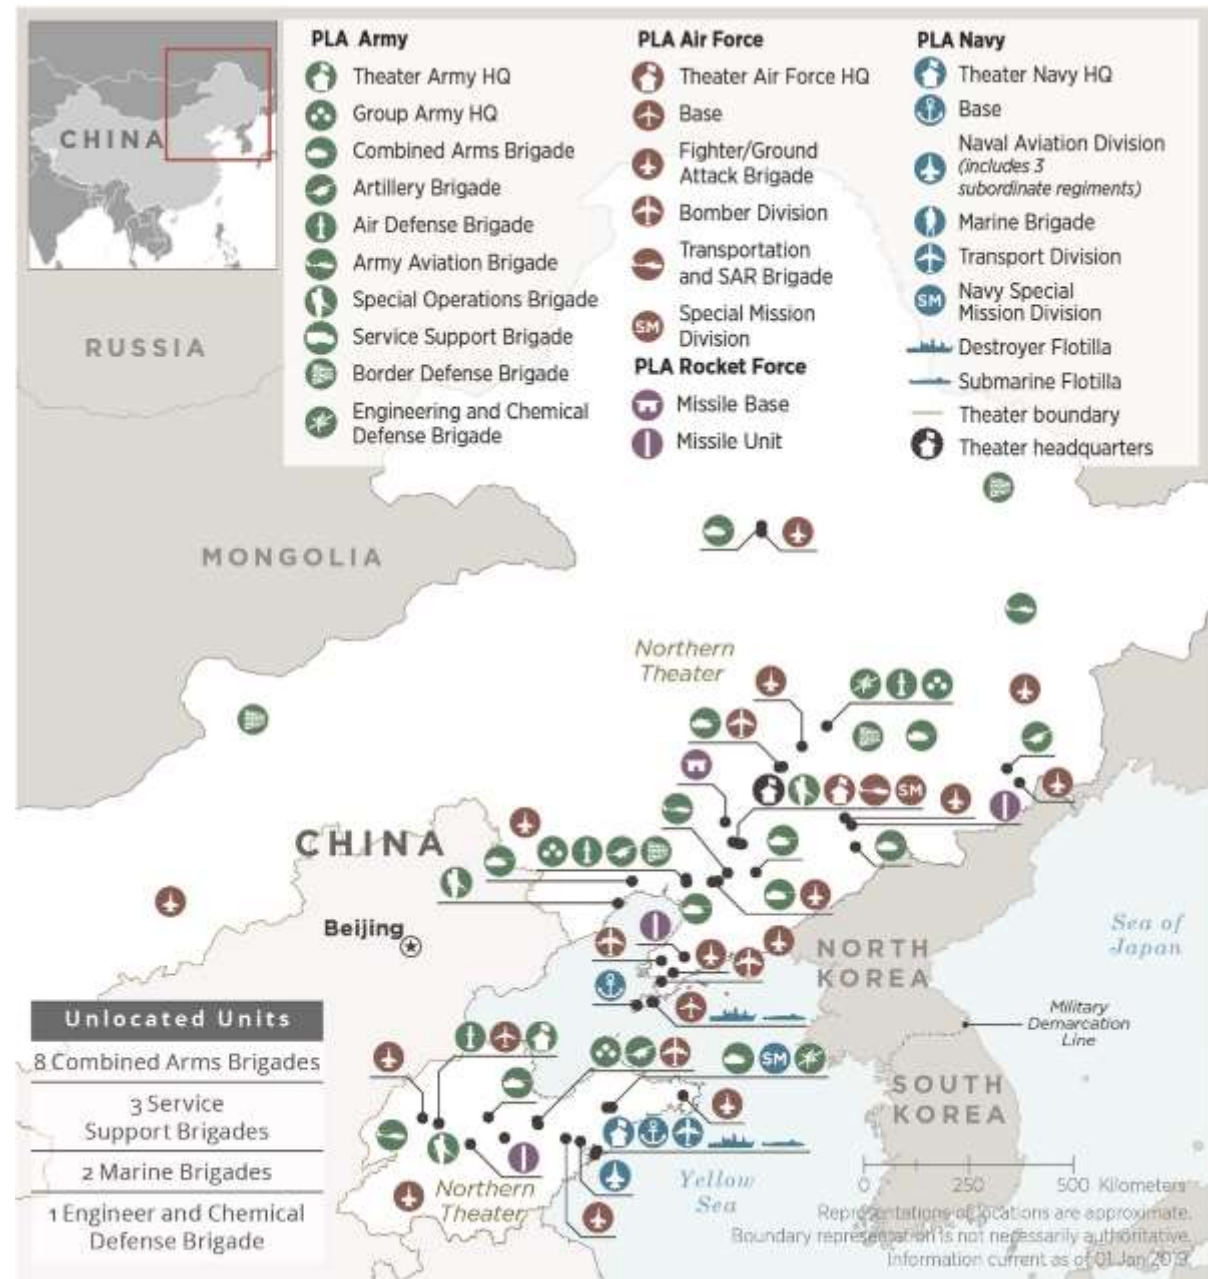 CHINA
PLA Army
Theater Army HQ
Group Army HQ
Combined Arms Brigade
Artillery Brigade
Air Defense Brigade
Army Aviation Brigade
Special Operations Brigade
Service Support Brigade
Border Defense Brigade
Engineering and Chemical
Defense Brigade
PLA Air Force
Theater Air Force HQ
Base
Fighter/Ground
Attack Brigade
Bomber Division
Transportation
and SAR Brigade
SM
Special Mission
Division
PLA Rocket Force
Missile Base
Missile Unit
PLA Navy
Theater Navy HQ
Base
Naval Aviation Division
(includes 3
subordinate regiments)
Marine Brigade
Transport Division
SM
Navy Special
Mission Division
Destroyer Flotilla
Submarine Flotilla
Theater boundary
Theater headquarters
RUSSIA
MONGOLIA
Northern
Theater
SM
CHINA
Beijing
NORTH
KOREA
Sea of
Japan
Military
Demarcation
Line
SOUTH
KOREA
SM
Yellow
Sea
Northern
Theater
Unlocated Units
8 Combined Arms Brigades
3 Service
Support Brigades
2 Marine Brigades
1 Engineer and Chemical
Defense Brigade
0 250 500 Kilometers
Representations of locations are approximate.
Boundary representation is not necessarily authoritative.
Information current as of 01 Jan 2019.